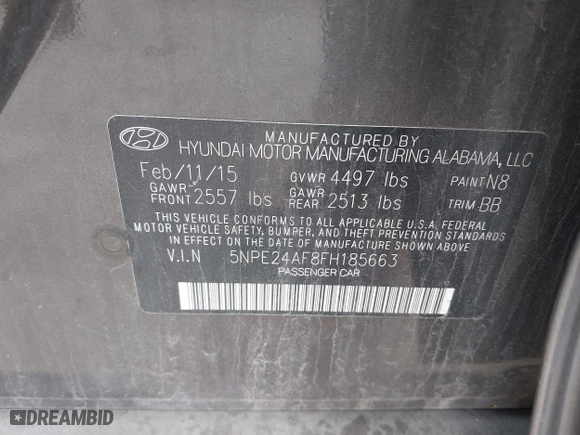 MANUFACTURED BY
HYUNDAI MOTOR MANUFACTURING ALABAMA, LLC
Feb/11/15 GVWR 4497 lbs PAINT N8
GAWR FRONT 2557 lbs GAWR REAR 2513 lbs TRIM BB
THIS VEHICLE CONFORMS TO ALL APPLICABLE U.S.A. FEDERAL
MOTOR VEHICLE SAFETY, BUMPER, AND THEFT PREVENTION STANDARDS
IN EFFECT ON THE DATE OF MANUFACTURE SHOWN ABOVE
V.I.N 5NPE24AF8FH185663
PASSENGER CAR
DREAMBID